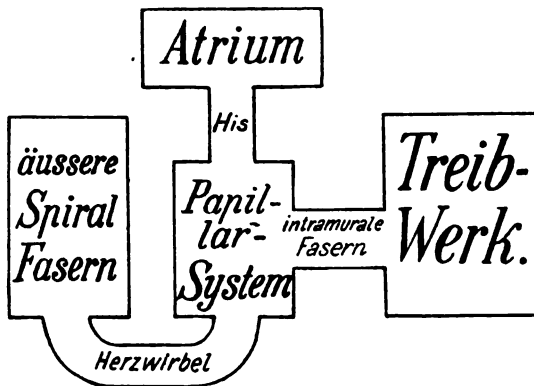 Atrium
His
äussere
Spiral
Fasern
Papil-
lar-
System
intramurale
Fasern
Treib-
Werk.
Herzwirbel